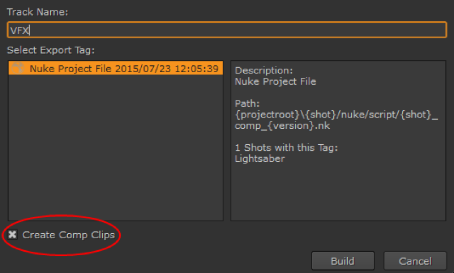 Track Name:
VFX
Select Export Tag:
Nuke Project File 2015/07/23 12:05:39
Description:
Nuke Project File
Path:
{projectroot}\{shot}/nuke/script/{shot}_
comp_{version}.nk
1 Shots with this Tag:
Lightsaber
Create Comp Clips
Build
Cancel